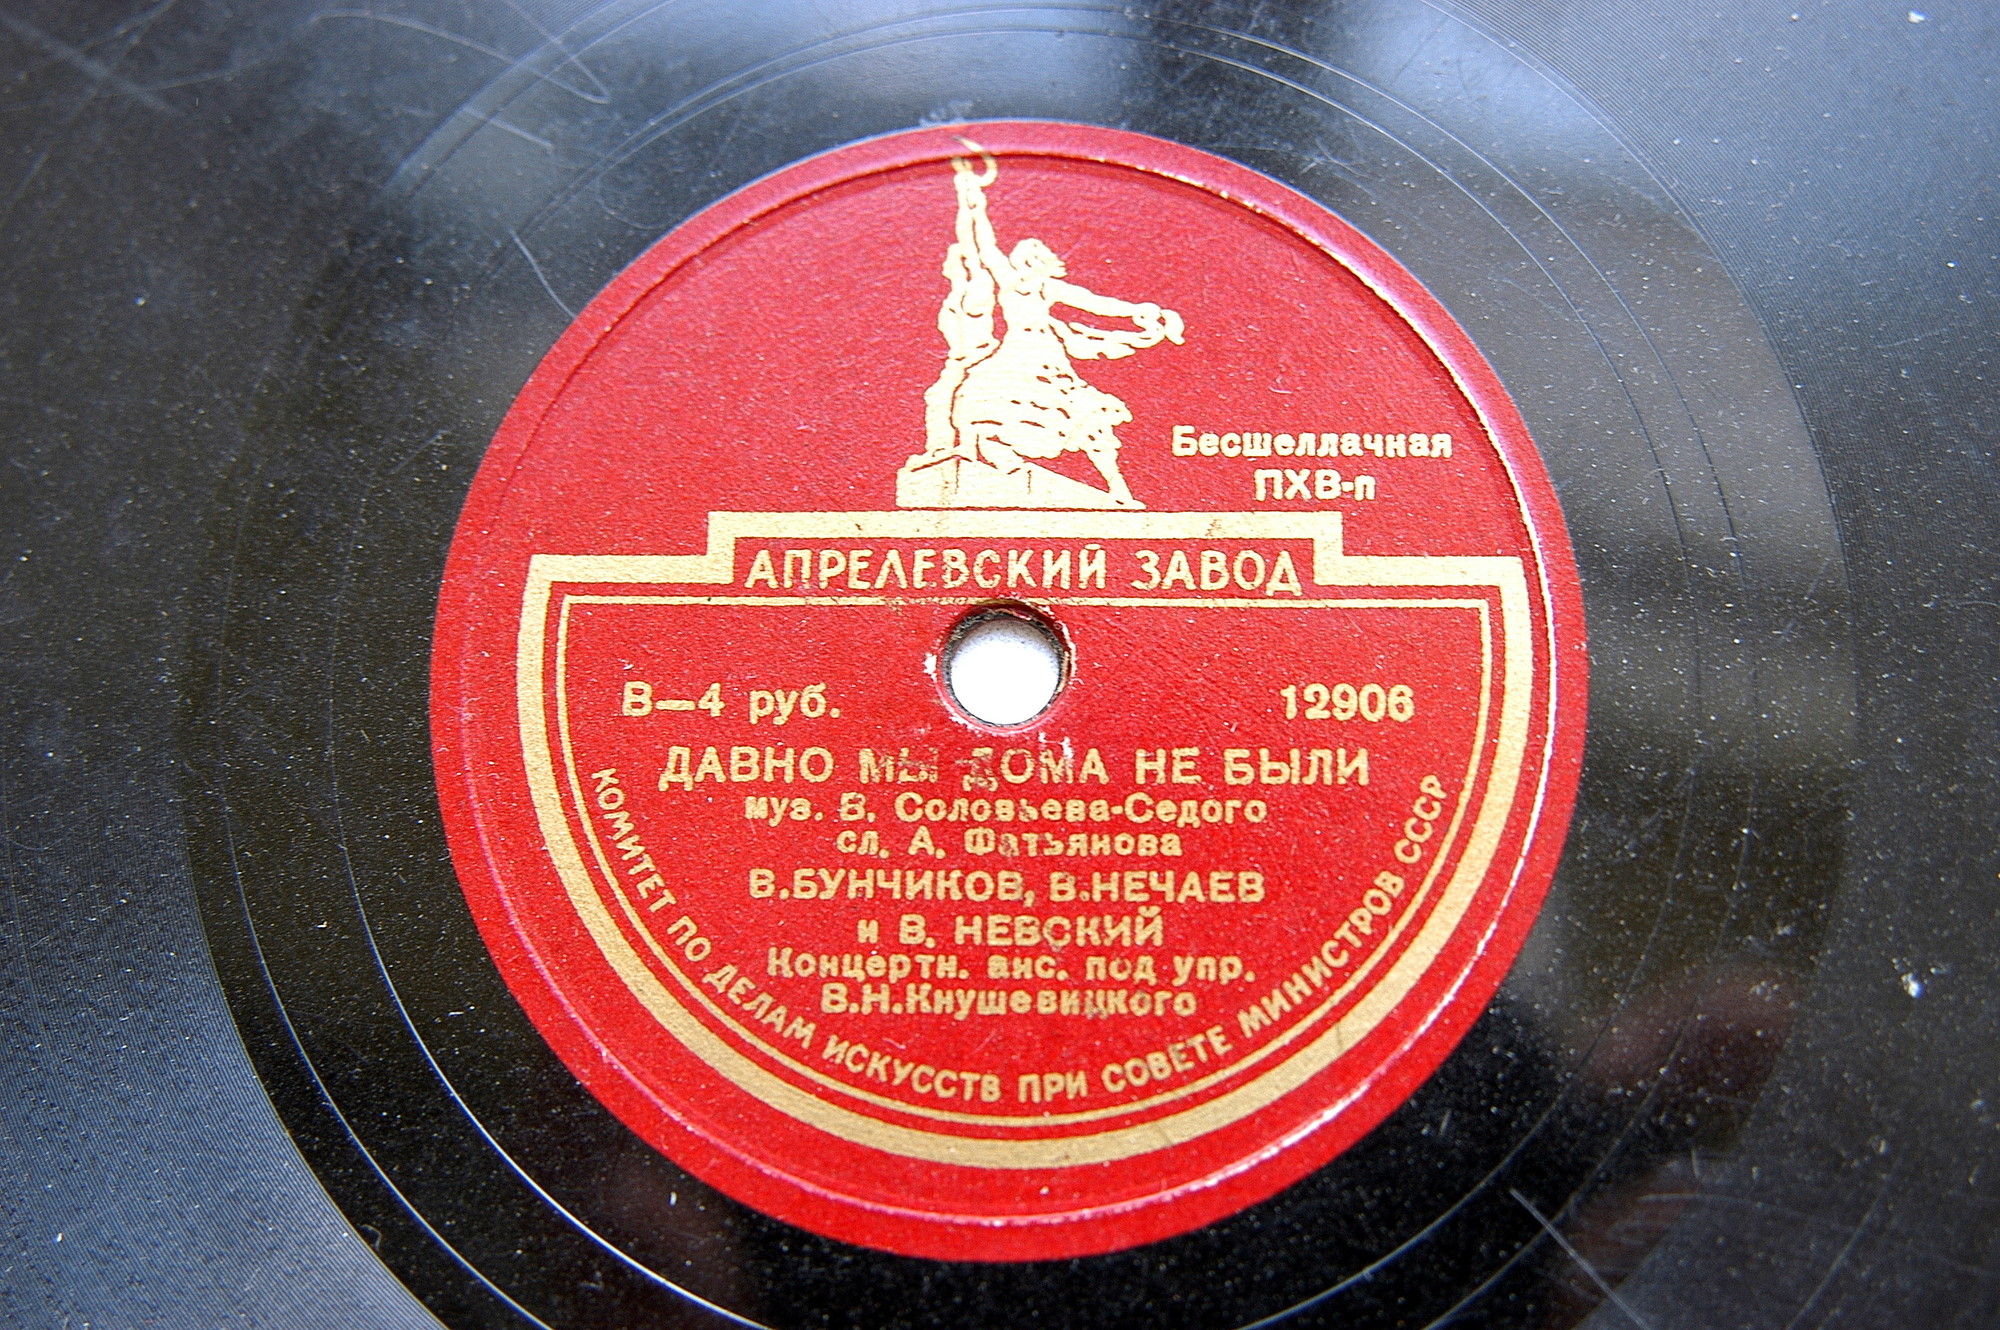 Бесшеллачная
ПХВ-п
АПРЕЛЕВСКИЙ ЗАВОД
В—4 руб.
12906
ДАВНО МЫ ДОМА НЕ БЫЛИ
муз. В. Соловьева-Седого
сл. А. Фатьянова
В.БУНЧИКОВ, В.НЕЧАЕВ
и В. НЕВСКИЙ
Концертн. анс. под упр.
В.Н.Кнушевицкого
КОМИТЕТ ПО ДЕЛАМ ИСКУССТВ ПРИ СОВЕТЕ МИНИСТРОВ СССР